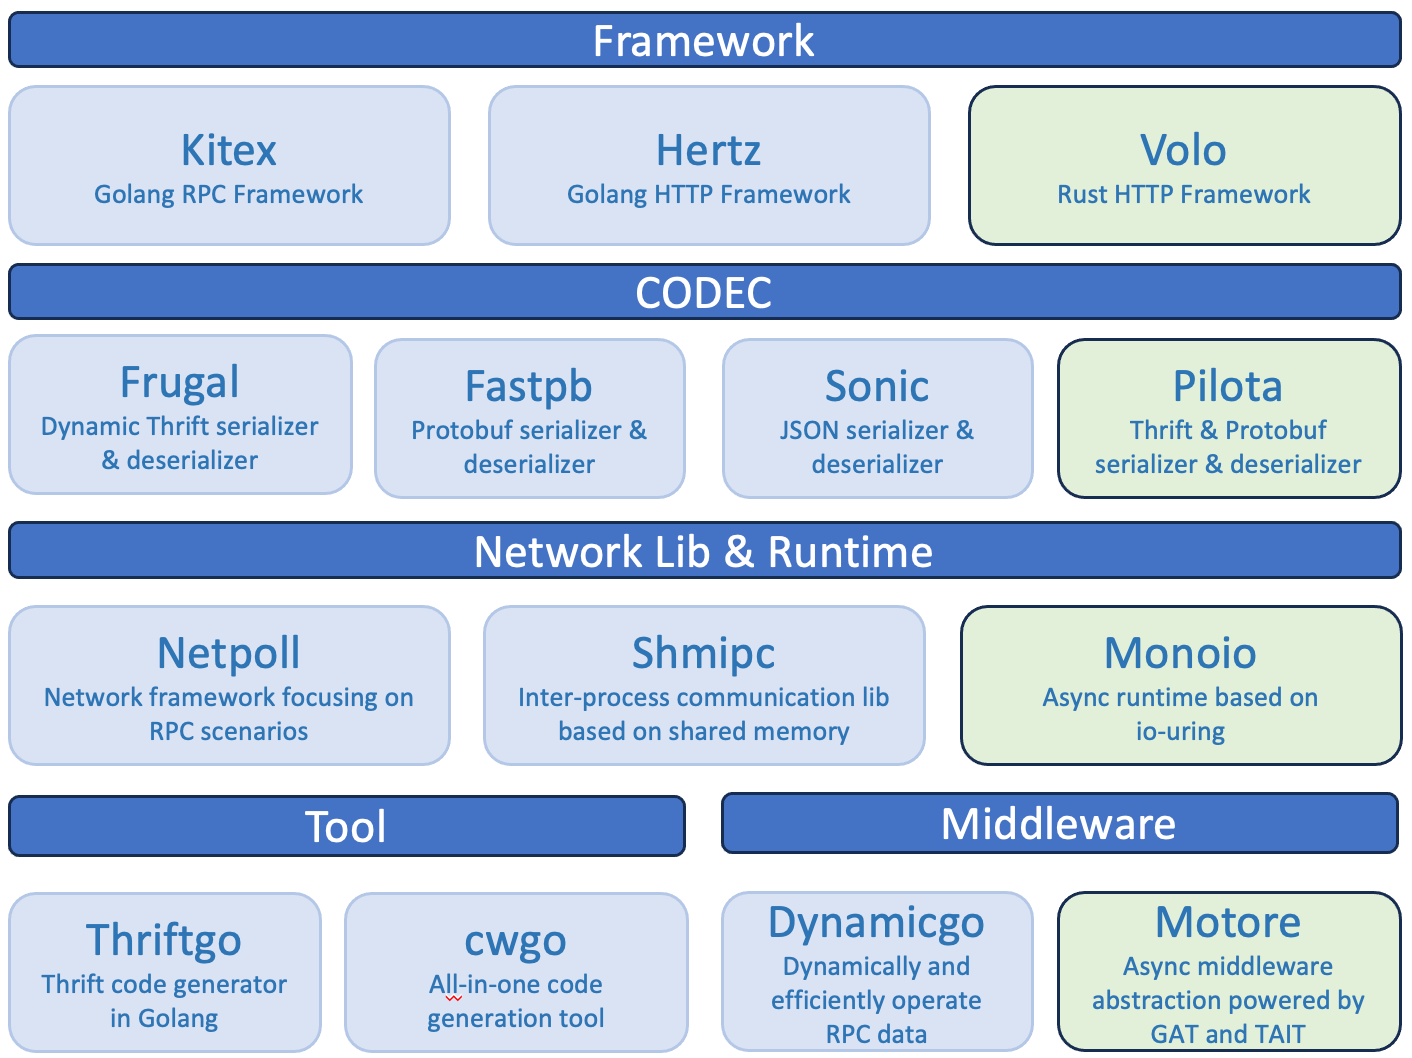 Framework
Kitex
Golang RPC Framework
Hertz
Golang HTTP Framework
Volo
Rust HTTP Framework
CODEC
Frugal
Dynamic Thrift serializer
& deserializer
Fastpb
Protobuf serializer &
deserializer
Sonic
JSON serializer &
deserializer
Pilota
Thrift & Protobuf
serializer & deserializer
Network Lib & Runtime
Netpoll
Network framework focusing on
RPC scenarios
Shmipc
Inter-process communication lib
based on shared memory
Monoio
Async runtime based on
io-uring
Tool
Thriftgo
Thrift code generator
in Golang
cwgo
All-in-one code
generation tool
Middleware
Dynamicgo
Dynamically and
efficiently operate
RPC data
Motore
Async middleware
abstraction powered by
GAT and TAIT